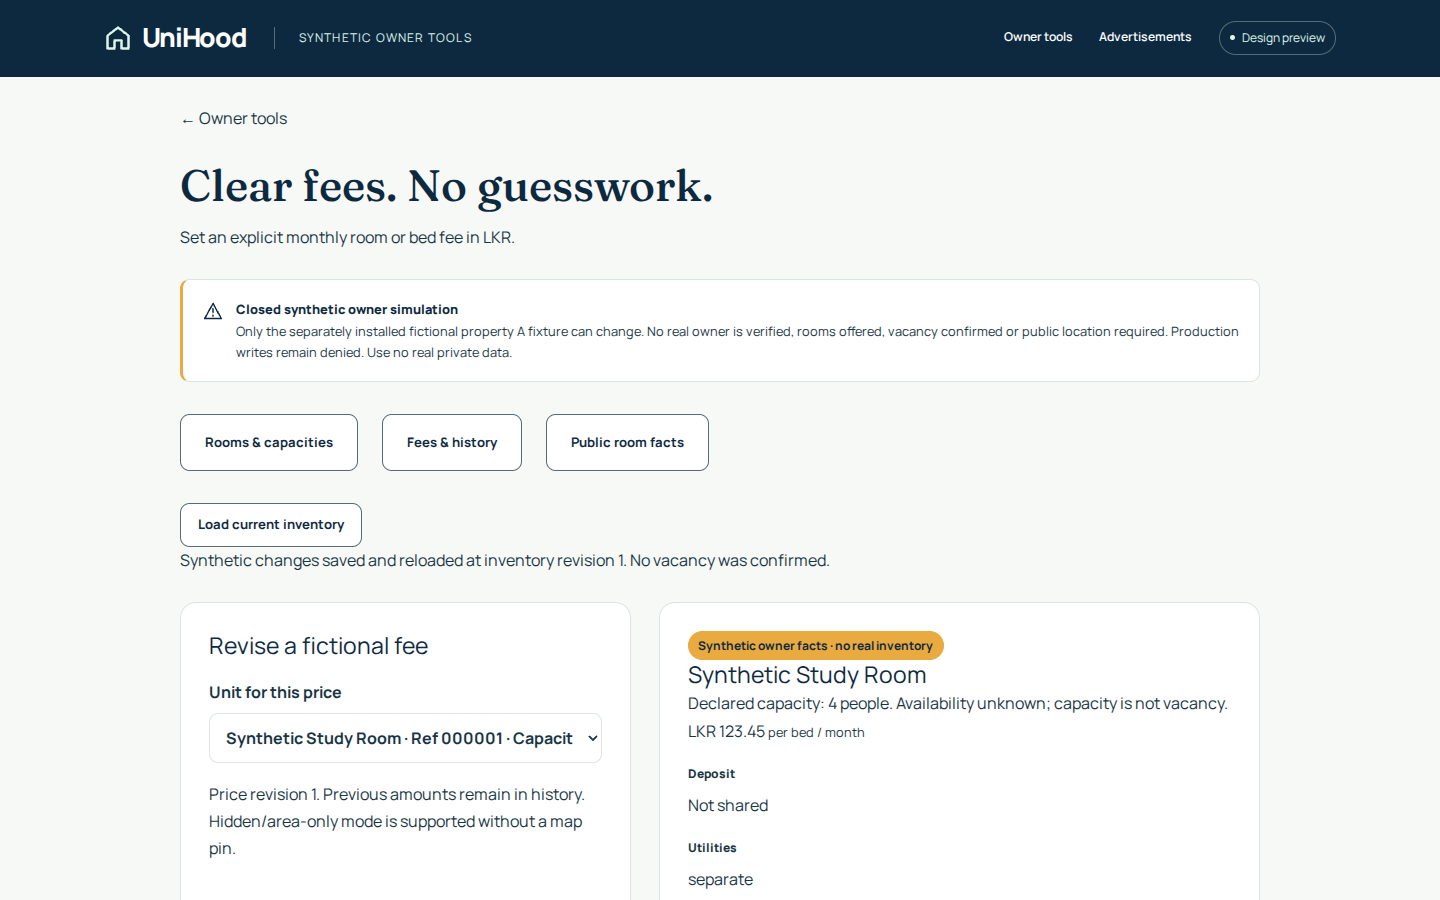 UniHood
SYNTHETIC OWNER TOOLS
Owner tools
Advertisements
Design preview
← Owner tools
Clear fees. No guesswork.
Set an explicit monthly room or bed fee in LKR.
Closed synthetic owner simulation
Only the separately installed fictional property A fixture can change. No real owner is verified, rooms offered, vacancy confirmed or public location required. Production
writes remain denied. Use no real private data.
Rooms & capacities
Fees & history
Public room facts
Load current inventory
Synthetic changes saved and reloaded at inventory revision 1. No vacancy was confirmed.
Revise a fictional fee
Unit for this price
Synthetic Study Room · Ref 000001 · Capacit
Price revision 1. Previous amounts remain in history.
Hidden/area-only mode is supported without a map
pin.
Synthetic owner facts · no real inventory
Synthetic Study Room
Declared capacity: 4 people. Availability unknown; capacity is not vacancy.
LKR 123.45 per bed / month
Deposit
Not shared
Utilities
separate